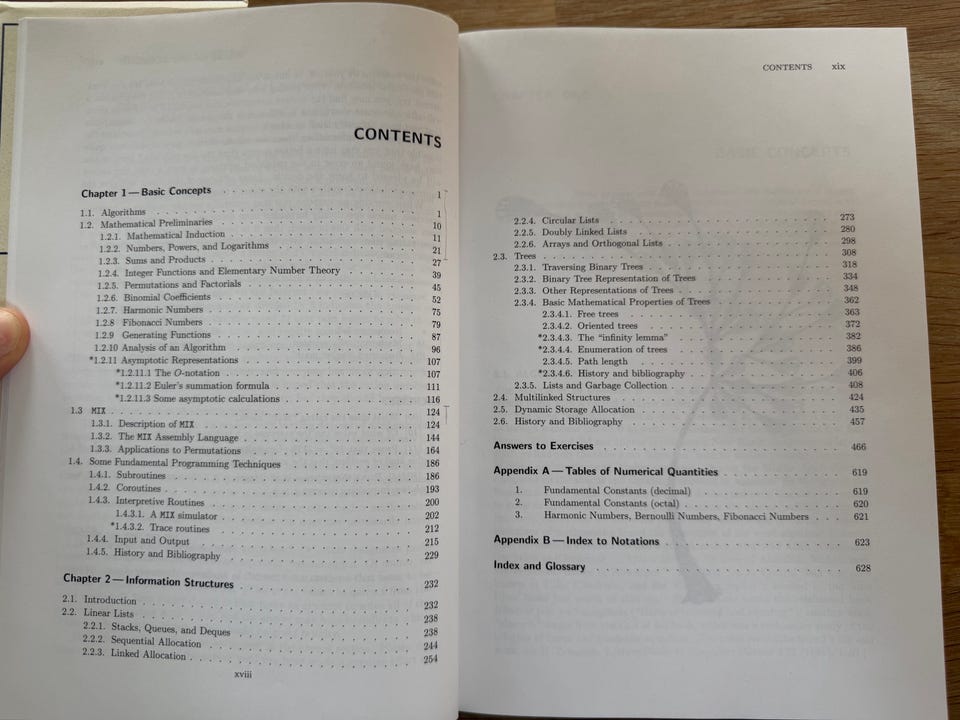 CONTENTS
Chapter 1 — Basic Concepts . . . 1
1.1. Algorithms . . . 1
1.2. Mathematical Preliminaries . . . 10
1.2.1. Mathematical Induction . . . 11
1.2.2. Numbers, Powers, and Logarithms . . . 21
1.2.3. Sums and Products . . . 27
1.2.4. Integer Functions and Elementary Number Theory . . . 39
1.2.5. Permutations and Factorials . . . 45
1.2.6. Binomial Coefficients . . . 52
1.2.7. Harmonic Numbers . . . 75
1.2.8 Fibonacci Numbers . . . 79
1.2.9 Generating Functions . . . 87
1.2.10 Analysis of an Algorithm . . . 96
*1.2.11 Asymptotic Representations . . . 107
*1.2.11.1 The O-notation . . . 107
*1.2.11.2 Euler's summation formula . . . 111
*1.2.11.3 Some asymptotic calculations . . . 116
1.3 MIX . . . 124
1.3.1. Description of MIX . . . 124
1.3.2. The MIX Assembly Language . . . 144
1.3.3. Applications to Permutations . . . 164
1.4. Some Fundamental Programming Techniques . . . 186
1.4.1. Subroutines . . . 186
1.4.2. Coroutines . . . 193
1.4.3. Interpretive Routines . . . 200
1.4.3.1. A MIX simulator . . . 202
*1.4.3.2. Trace routines . . . 212
1.4.4. Input and Output . . . 215
1.4.5. History and Bibliography . . . 229
Chapter 2 — Information Structures . . . 232
2.1. Introduction . . . 232
2.2. Linear Lists . . . 238
2.2.1. Stacks, Queues, and Deques . . . 238
2.2.2. Sequential Allocation . . . 244
2.2.3. Linked Allocation . . . 254
xviii
CONTENTS xix
2.2.4. Circular Lists . . . 273
2.2.5. Doubly Linked Lists . . . 280
2.2.6. Arrays and Orthogonal Lists . . . 298
2.3. Trees . . . 308
2.3.1. Traversing Binary Trees . . . 318
2.3.2. Binary Tree Representation of Trees . . . 334
2.3.3. Other Representations of Trees . . . 348
2.3.4. Basic Mathematical Properties of Trees . . . 362
2.3.4.1. Free trees . . . 363
2.3.4.2. Oriented trees . . . 372
*2.3.4.3. The "infinity lemma" . . . 382
*2.3.4.4. Enumeration of trees . . . 386
2.3.4.5. Path length . . . 399
*2.3.4.6. History and bibliography . . . 406
2.3.5. Lists and Garbage Collection . . . 408
2.4. Multilinked Structures . . . 424
2.5. Dynamic Storage Allocation . . . 435
2.6. History and Bibliography . . . 457
Answers to Exercises . . . 466
Appendix A — Tables of Numerical Quantities . . . 619
1. Fundamental Constants (decimal) . . . 619
2. Fundamental Constants (octal) . . . 620
3. Harmonic Numbers, Bernoulli Numbers, Fibonacci Numbers . . . 621
Appendix B — Index to Notations . . . 623
Index and Glossary . . . 628